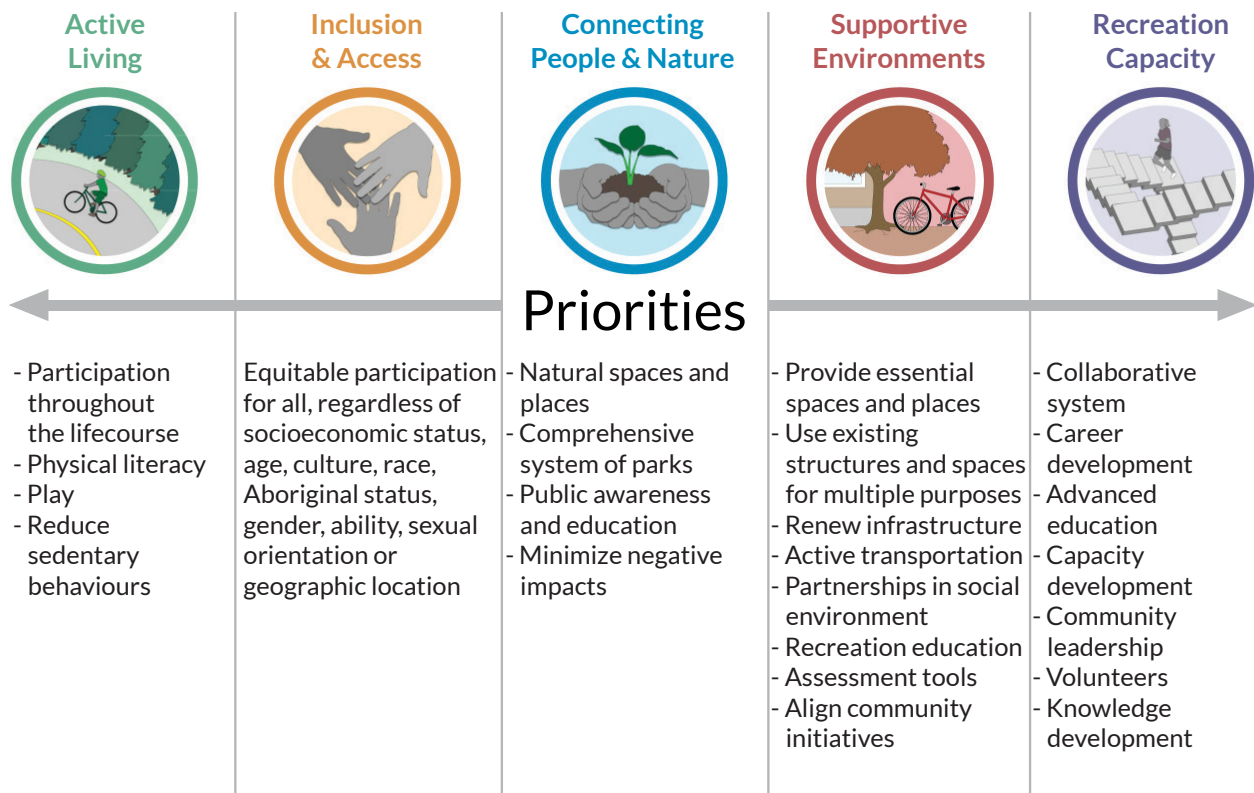 Active
Living
Inclusion
& Access
Connecting
People & Nature
Supportive
Environments
Recreation
Capacity
Priorities
- Participation
throughout
the lifecourse
- Physical literacy
- Play
- Reduce
sedentary
behaviours
Equitable participation
for all, regardless of
socioeconomic status,
age, culture, race,
Aboriginal status,
gender, ability, sexual
orientation or
geographic location
- Natural spaces and
places
- Comprehensive
system of parks
- Public awareness
and education
- Minimize negative
impacts
- Provide essential
spaces and places
- Use existing
structures and spaces
for multiple purposes
- Renew infrastructure
- Active transportation
- Partnerships in social
environment
- Recreation education
- Assessment tools
- Align community
initiatives
- Collaborative
system
- Career
development
- Advanced
education
- Capacity
development
- Community
leadership
- Volunteers
- Knowledge
development